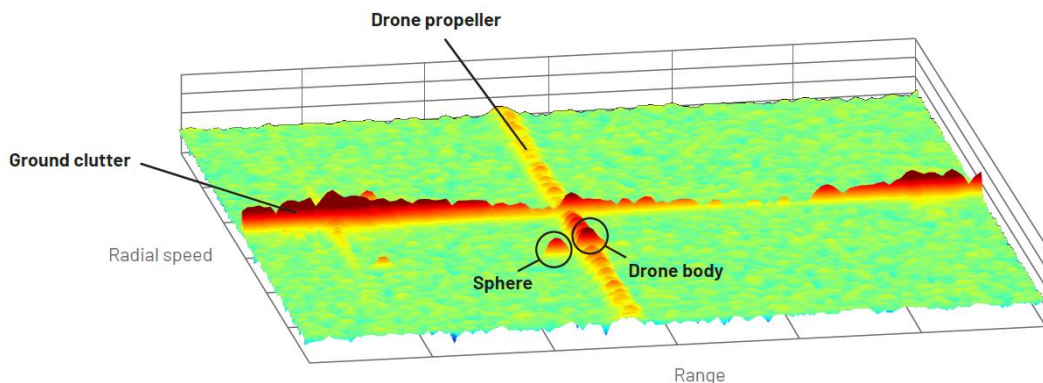 Drone propeller
Ground clutter
Radial speed
Sphere
Drone body
Range